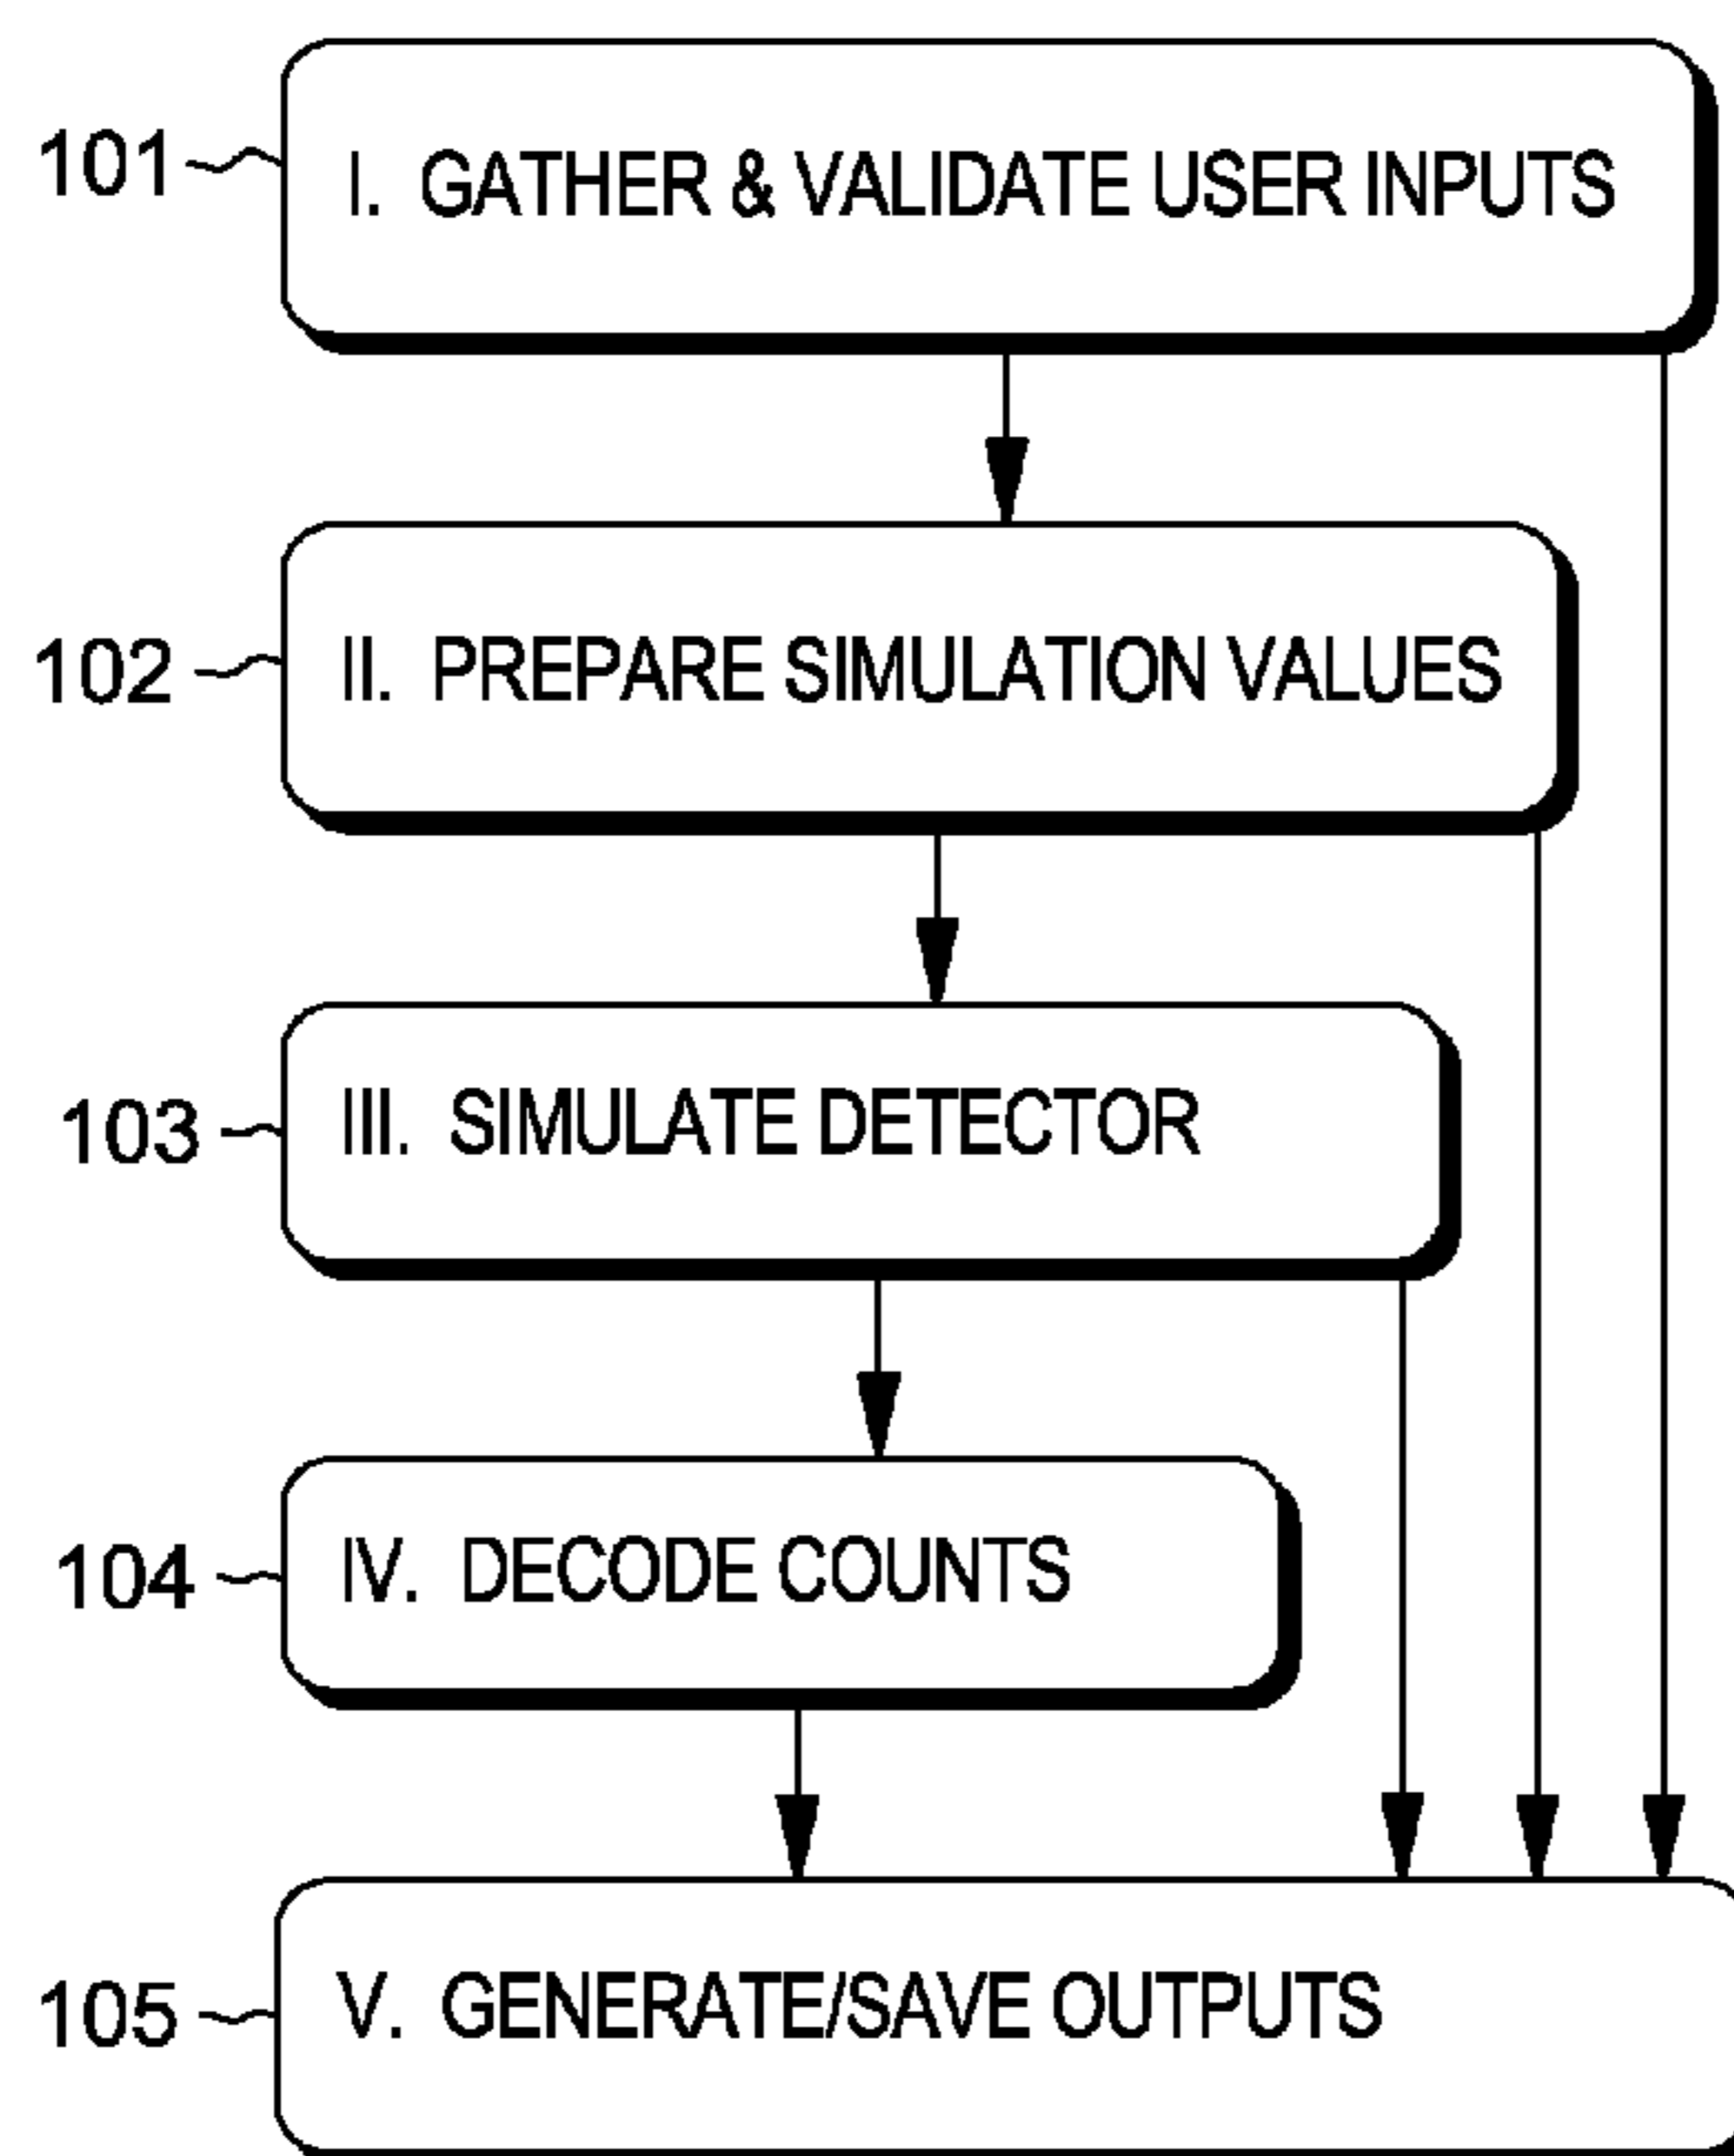 101 I. GATHER & VALIDATE USER INPUTS
102 II. PREPARE SIMULATION VALUES
103 III. SIMULATE DETECTOR
104 IV. DECODE COUNTS
105 V. GENERATE/SAVE OUTPUTS